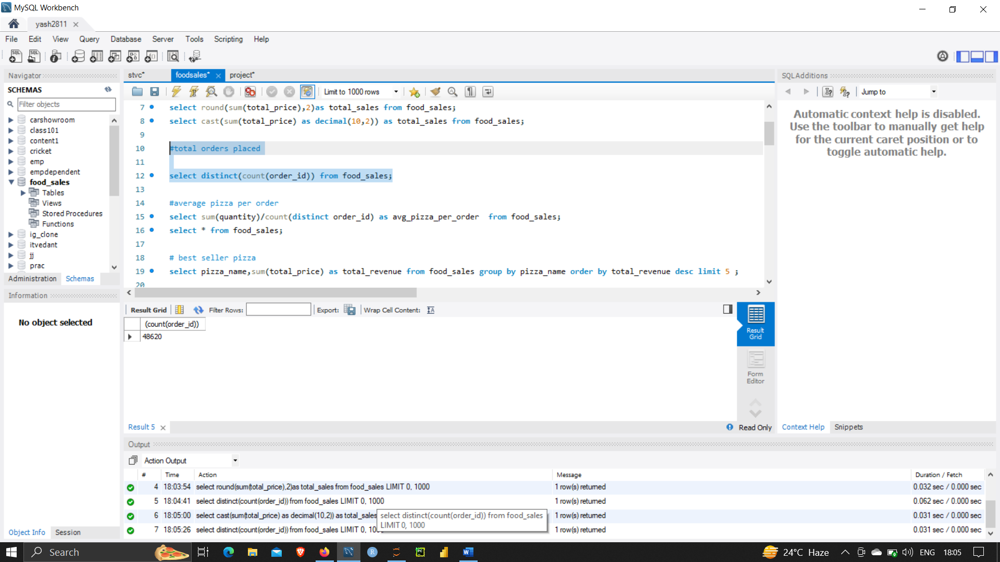 MySQL Workbench
yash2811
File Edit View Query Database Server Tools Scripting Help
Navigator
SCHEMAS
Filter objects
carshowroom
class101
content1
cricket
emp
empdependent
food_sales
Tables
Views
Stored Procedures
Functions
ig_clone
itvedant
jj
prac
Administration Schemas
Information
No object selected
Object Info Session
stvc* foodsales* project*
Limit to 1000 rows
7 select round(sum(total_price),2)as total_sales from food_sales;
8 select cast(sum(total_price) as decimal(10,2)) as total_sales from food_sales;
9
10 #total orders placed
11
12 select distinct(count(order_id)) from food_sales;
13
14 #average pizza per order
15 select sum(quantity)/count(distinct order_id) as avg_pizza_per_order  from food_sales;
16 select * from food_sales;
17
18 # best seller pizza
19 select pizza_name,sum(total_price) as total_revenue from food_sales group by pizza_name order by total_revenue desc limit 5 ;
20
Result Grid Filter Rows: Export: Wrap Cell Content:
(count(order_id))
48620
Result Grid
Form Editor
Result 5
Read Only
SQLAdditions
Jump to
Automatic context help is disabled.
Use the toolbar to manually get help
for the current caret position or to
toggle automatic help.
Context Help Snippets
Output
Action Output
# Time Action Message Duration / Fetch
4 18:03:54 select round(sum(total_price),2)as total_sales from food_sales LIMIT 0, 1000 1 row(s) returned 0.032 sec / 0.000 sec
5 18:04:41 select distinct(count(order_id)) from food_sales LIMIT 0, 1000 1 row(s) returned 0.062 sec / 0.000 sec
6 18:05:00 select cast(sum(total_price) as decimal(10,2)) as total_sales 1 row(s) returned 0.031 sec / 0.000 sec
7 18:05:26 select distinct(count(order_id)) from food_sales LIMIT 0, 1 row(s) returned 0.031 sec / 0.000 sec
select distinct(count(order_id)) from food_sales
LIMIT 0, 1000
Search
24°C Haze ENG 18:05